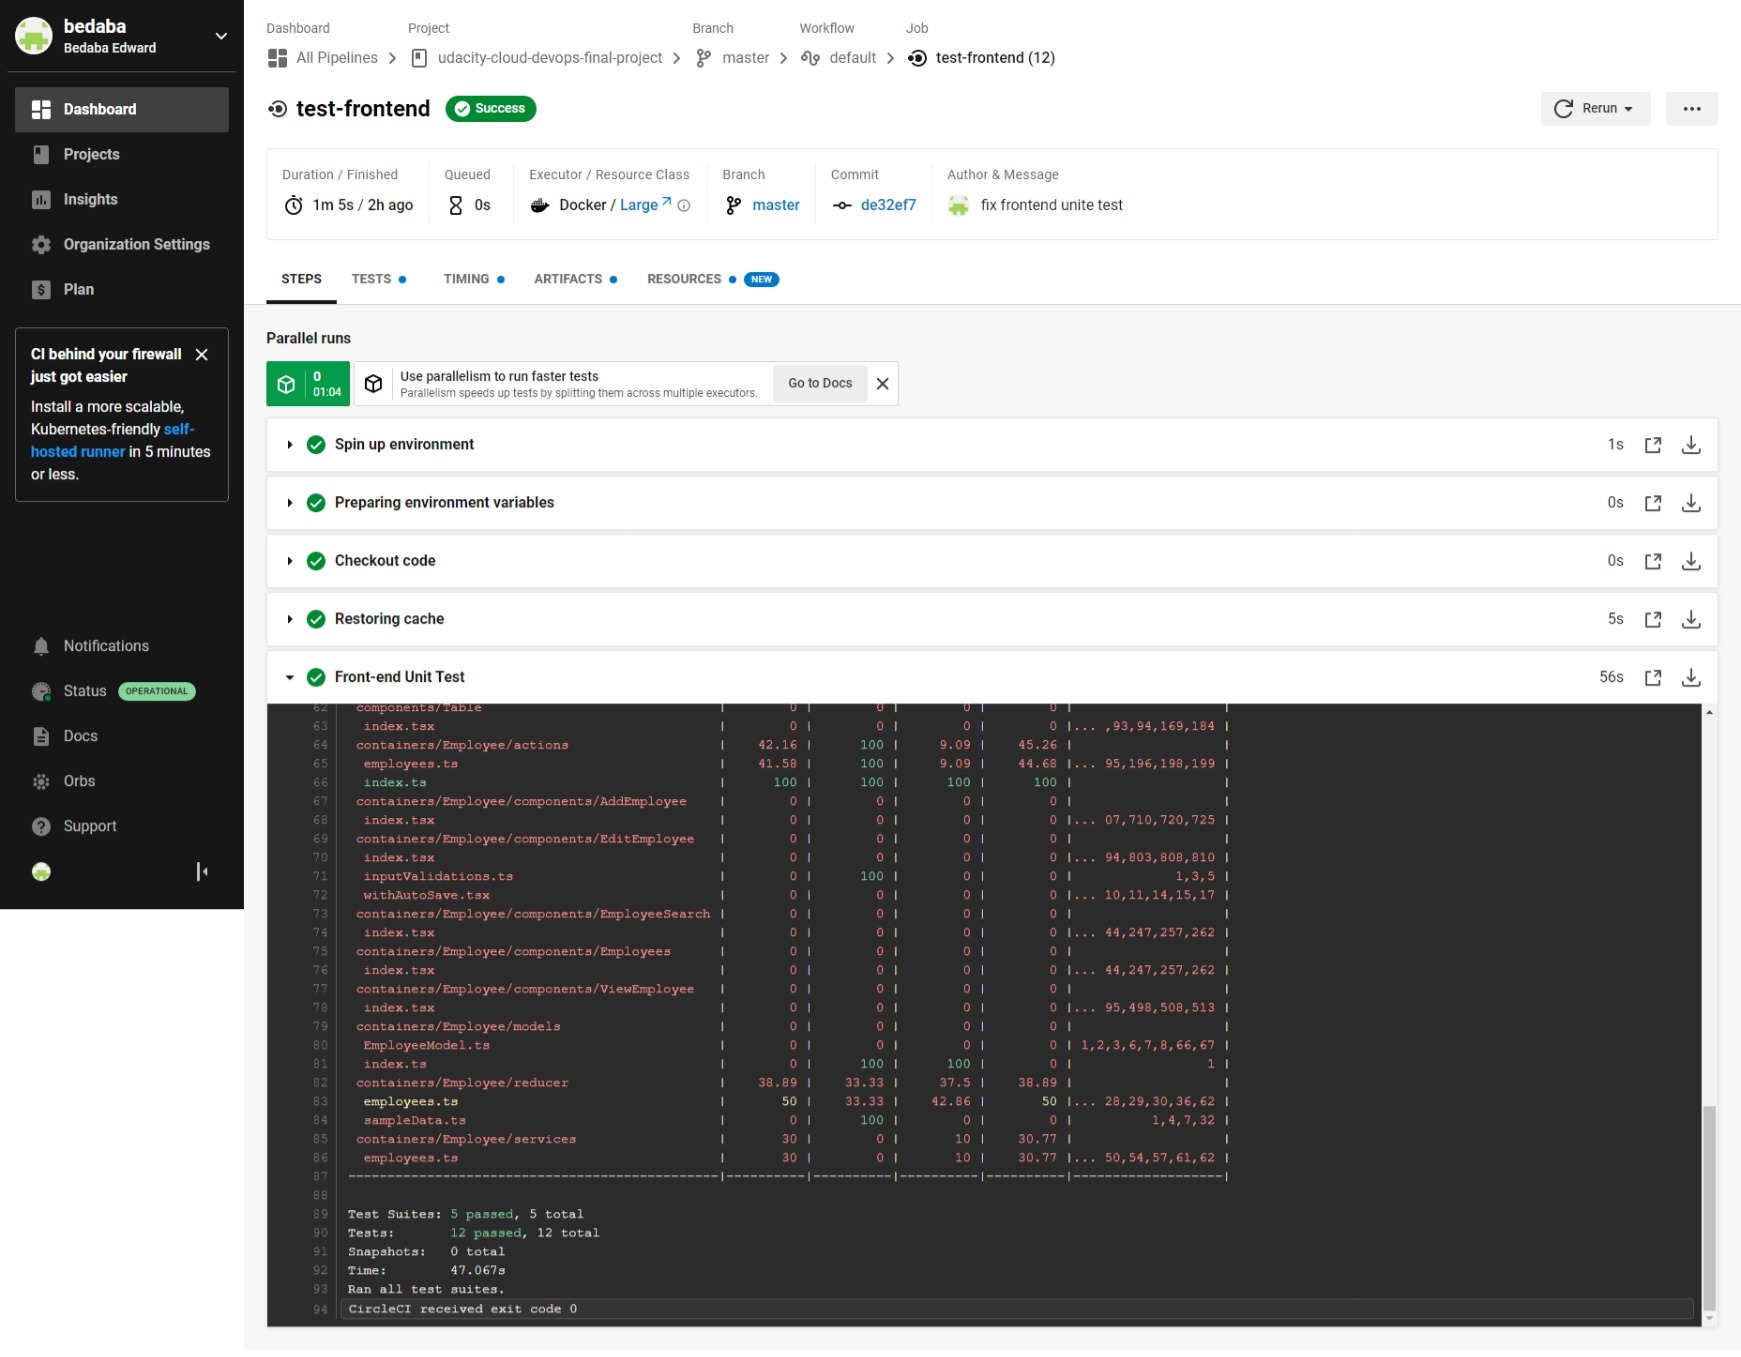 bedaba
Bedaba Edward
Dashboard
Projects
Insights
Organization Settings
Plan
CI behind your firewall
just got easier
Install a more scalable,
Kubernetes-friendly self-
hosted runner in 5 minutes
or less.
Notifications
Status OPERATIONAL
Docs
Orbs
Support
Dashboard Project Branch Workflow Job
All Pipelines udacity-cloud-devops-final-project master default test-frontend (12)
test-frontend Success Rerun
Duration / Finished Queued Executor / Resource Class Branch Commit Author & Message
1m 5s / 2h ago 0s Docker / Large master de32ef7 fix frontend unite test
STEPS TESTS TIMING ARTIFACTS RESOURCES NEW
Parallel runs
0
01:04
Use parallelism to run faster tests
Parallelism speeds up tests by splitting them across multiple executors.
Go to Docs
Spin up environment 1s
Preparing environment variables 0s
Checkout code 0s
Restoring cache 5s
Front-end Unit Test 56s
62 components/Table | 0 | 0 | 0 | 0 | |
63 index.tsx | 0 | 0 | 0 | 0 |... ,93,94,169,184 |
64 containers/Employee/actions | 42.16 | 100 | 9.09 | 45.26 | |
65 employees.ts | 41.58 | 100 | 9.09 | 44.68 |... 95,196,198,199 |
66 index.ts | 100 | 100 | 100 | 100 | |
67 containers/Employee/components/AddEmployee | 0 | 0 | 0 | 0 | |
68 index.tsx | 0 | 0 | 0 | 0 |... 07,710,720,725 |
69 containers/Employee/components/EditEmployee | 0 | 0 | 0 | 0 | |
70 index.tsx | 0 | 0 | 0 | 0 |... 94,803,808,810 |
71 inputValidations.ts | 0 | 100 | 0 | 0 | 1,3,5 |
72 withAutoSave.tsx | 0 | 0 | 0 | 0 |... 10,11,14,15,17 |
73 containers/Employee/components/EmployeeSearch | 0 | 0 | 0 | 0 | |
74 index.tsx | 0 | 0 | 0 | 0 |... 44,247,257,262 |
75 containers/Employee/components/Employees | 0 | 0 | 0 | 0 | |
76 index.tsx | 0 | 0 | 0 | 0 |... 44,247,257,262 |
77 containers/Employee/components/ViewEmployee | 0 | 0 | 0 | 0 | |
78 index.tsx | 0 | 0 | 0 | 0 |... 95,498,508,513 |
79 containers/Employee/models | 0 | 0 | 0 | 0 | |
80 EmployeeModel.ts | 0 | 0 | 0 | 0 | 1,2,3,6,7,8,66,67 |
81 index.ts | 0 | 100 | 100 | 0 | 1 |
82 containers/Employee/reducer | 38.89 | 33.33 | 37.5 | 38.89 | |
83 employees.ts | 50 | 33.33 | 42.86 | 50 |... 28,29,30,36,62 |
84 sampleData.ts | 0 | 100 | 0 | 0 | 1,4,7,32 |
85 containers/Employee/services | 30 | 0 | 10 | 30.77 | |
86 employees.ts | 30 | 0 | 10 | 30.77 |... 50,54,57,61,62 |
87 -----------------------------------------------|----------|----------|----------|----------|-------------------|
88
89 Test Suites: 5 passed, 5 total
90 Tests: 12 passed, 12 total
91 Snapshots: 0 total
92 Time: 47.067s
93 Ran all test suites.
94 CircleCI received exit code 0